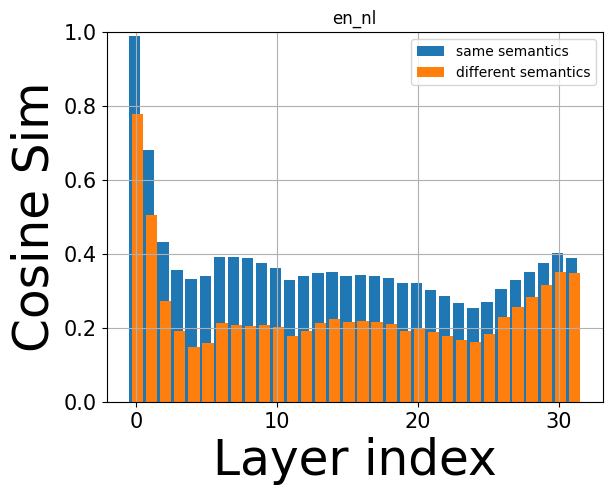 en_nl
same semantics
different semantics
Cosine Sim
1.0
0.8
0.6
0.4
0.2
0.0
0 10 20 30
Layer index